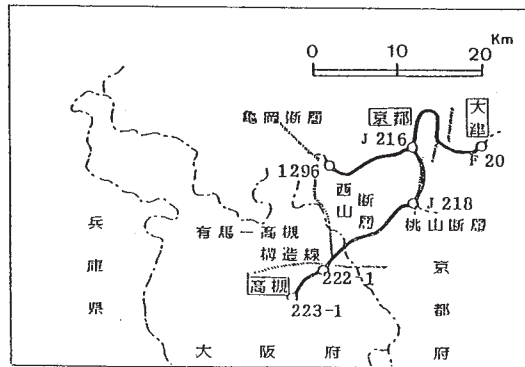 Km
0 10 20
亀岡断層
京都
大津
J 216
F 20
1296
西山断層
J 218
桃山断層
有馬-高槻
構造線
兵庫県
高槻
222-1
223-1
京都府
大阪府